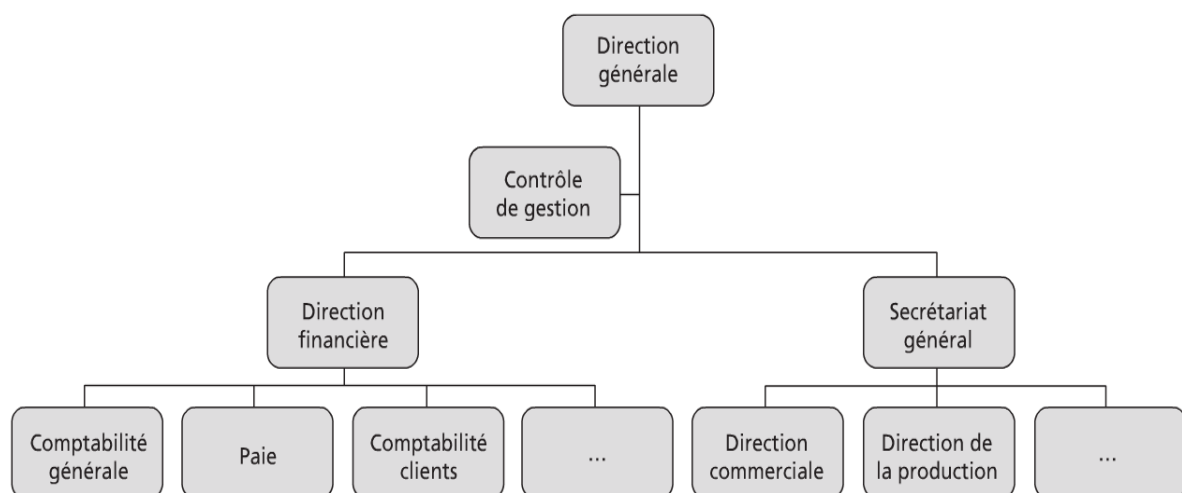 Direction
générale
Contrôle
de gestion
Direction
financière
Secrétariat
général
Comptabilité
générale
Paie
Comptabilité
clients
...
Direction
commerciale
Direction de
la production
...